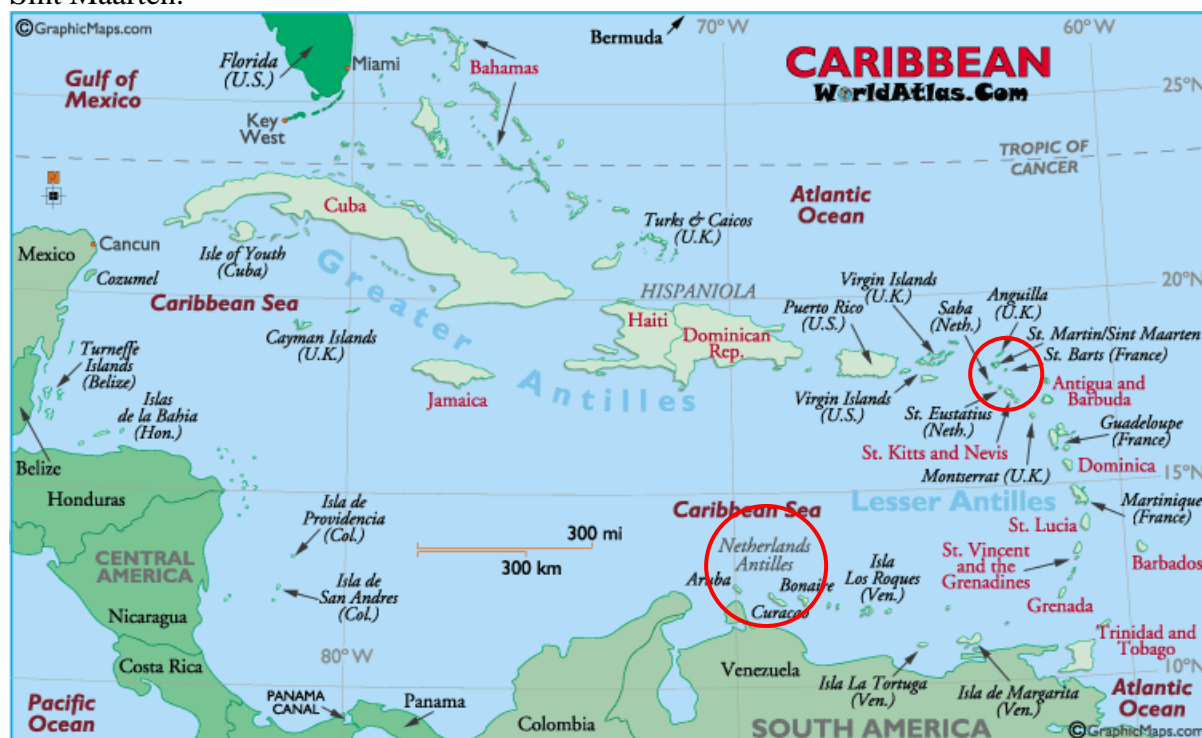 Sint Maarten.
©GraphicMaps.com
Bermuda
70° W
60° W
CARIBBEAN
WorldAtlas.Com
Florida
(U.S.)
Miami
Bahamas
Gulf of
Mexico
25°N
Key
West
TROPIC OF
CANCER
N
Atlantic
Ocean
Cuba
Turks & Caicos
(U.K.)
Mexico
Cancun
Cozumel
Isle of Youth
(Cuba)
Greater
Antilles
Caribbean Sea
HISPANIOLA
Virgin Islands
(U.K.)
Anguilla
(U.K.)
20°N
Puerto Rico
(U.S.)
Saba
(Neth.)
St. Martin/Sint Maarten
St. Barts (France)
Haiti
Dominican
Rep.
Cayman Islands
(U.K.)
Turneffe
Islands
(Belize)
Jamaica
Virgin Islands
(U.S.)
St. Eustatius
(Neth.)
Antigua and
Barbuda
Islas
de la Bahia
(Hon.)
Guadeloupe
(France)
St. Kitts and Nevis
Montserrat (U.K.)
Dominica
Belize
15°N
Honduras
Lesser Antilles
Martinique
(France)
Isla de
Providencia
(Col.)
Caribbean Sea
300 mi
300 km
St. Lucia
Netherlands
Antilles
Isla
Los Roques
(Ven.)
St. Vincent
and the
Grenadines
Barbados
CENTRAL
AMERICA
Aruba
Bonaire
Curacao
Isla de
San Andres
(Col.)
Grenada
Nicaragua
Trinidad and
Tobago
80° W
Costa Rica
Venezuela
10°N
Isla La Tortuga
(Ven.)
Isla de Margarita
(Ven.)
Atlantic
Ocean
Pacific
Ocean
PANAMA
CANAL
Panama
Colombia
SOUTH AMERICA
©GraphicMaps.com